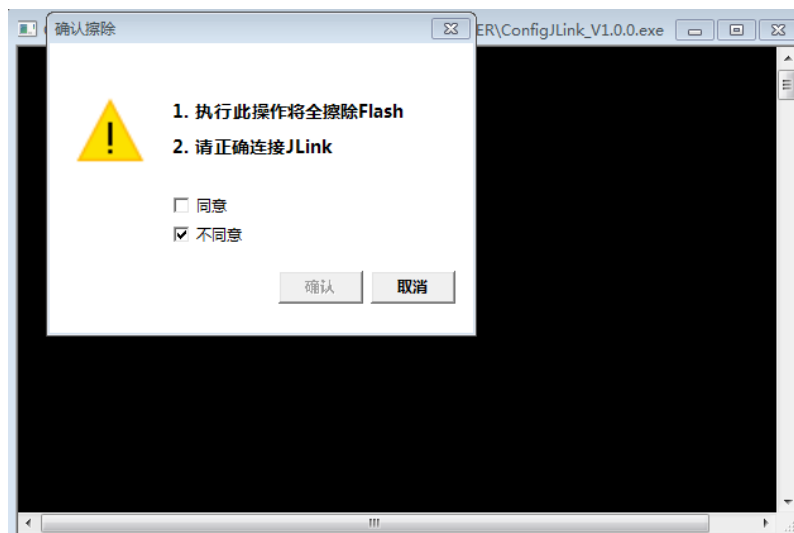 确认擦除
ER\ConfigJLink_V1.0.0.exe
1. 执行此操作将全擦除Flash
2. 请正确连接JLink
同意
不同意
确认
取消